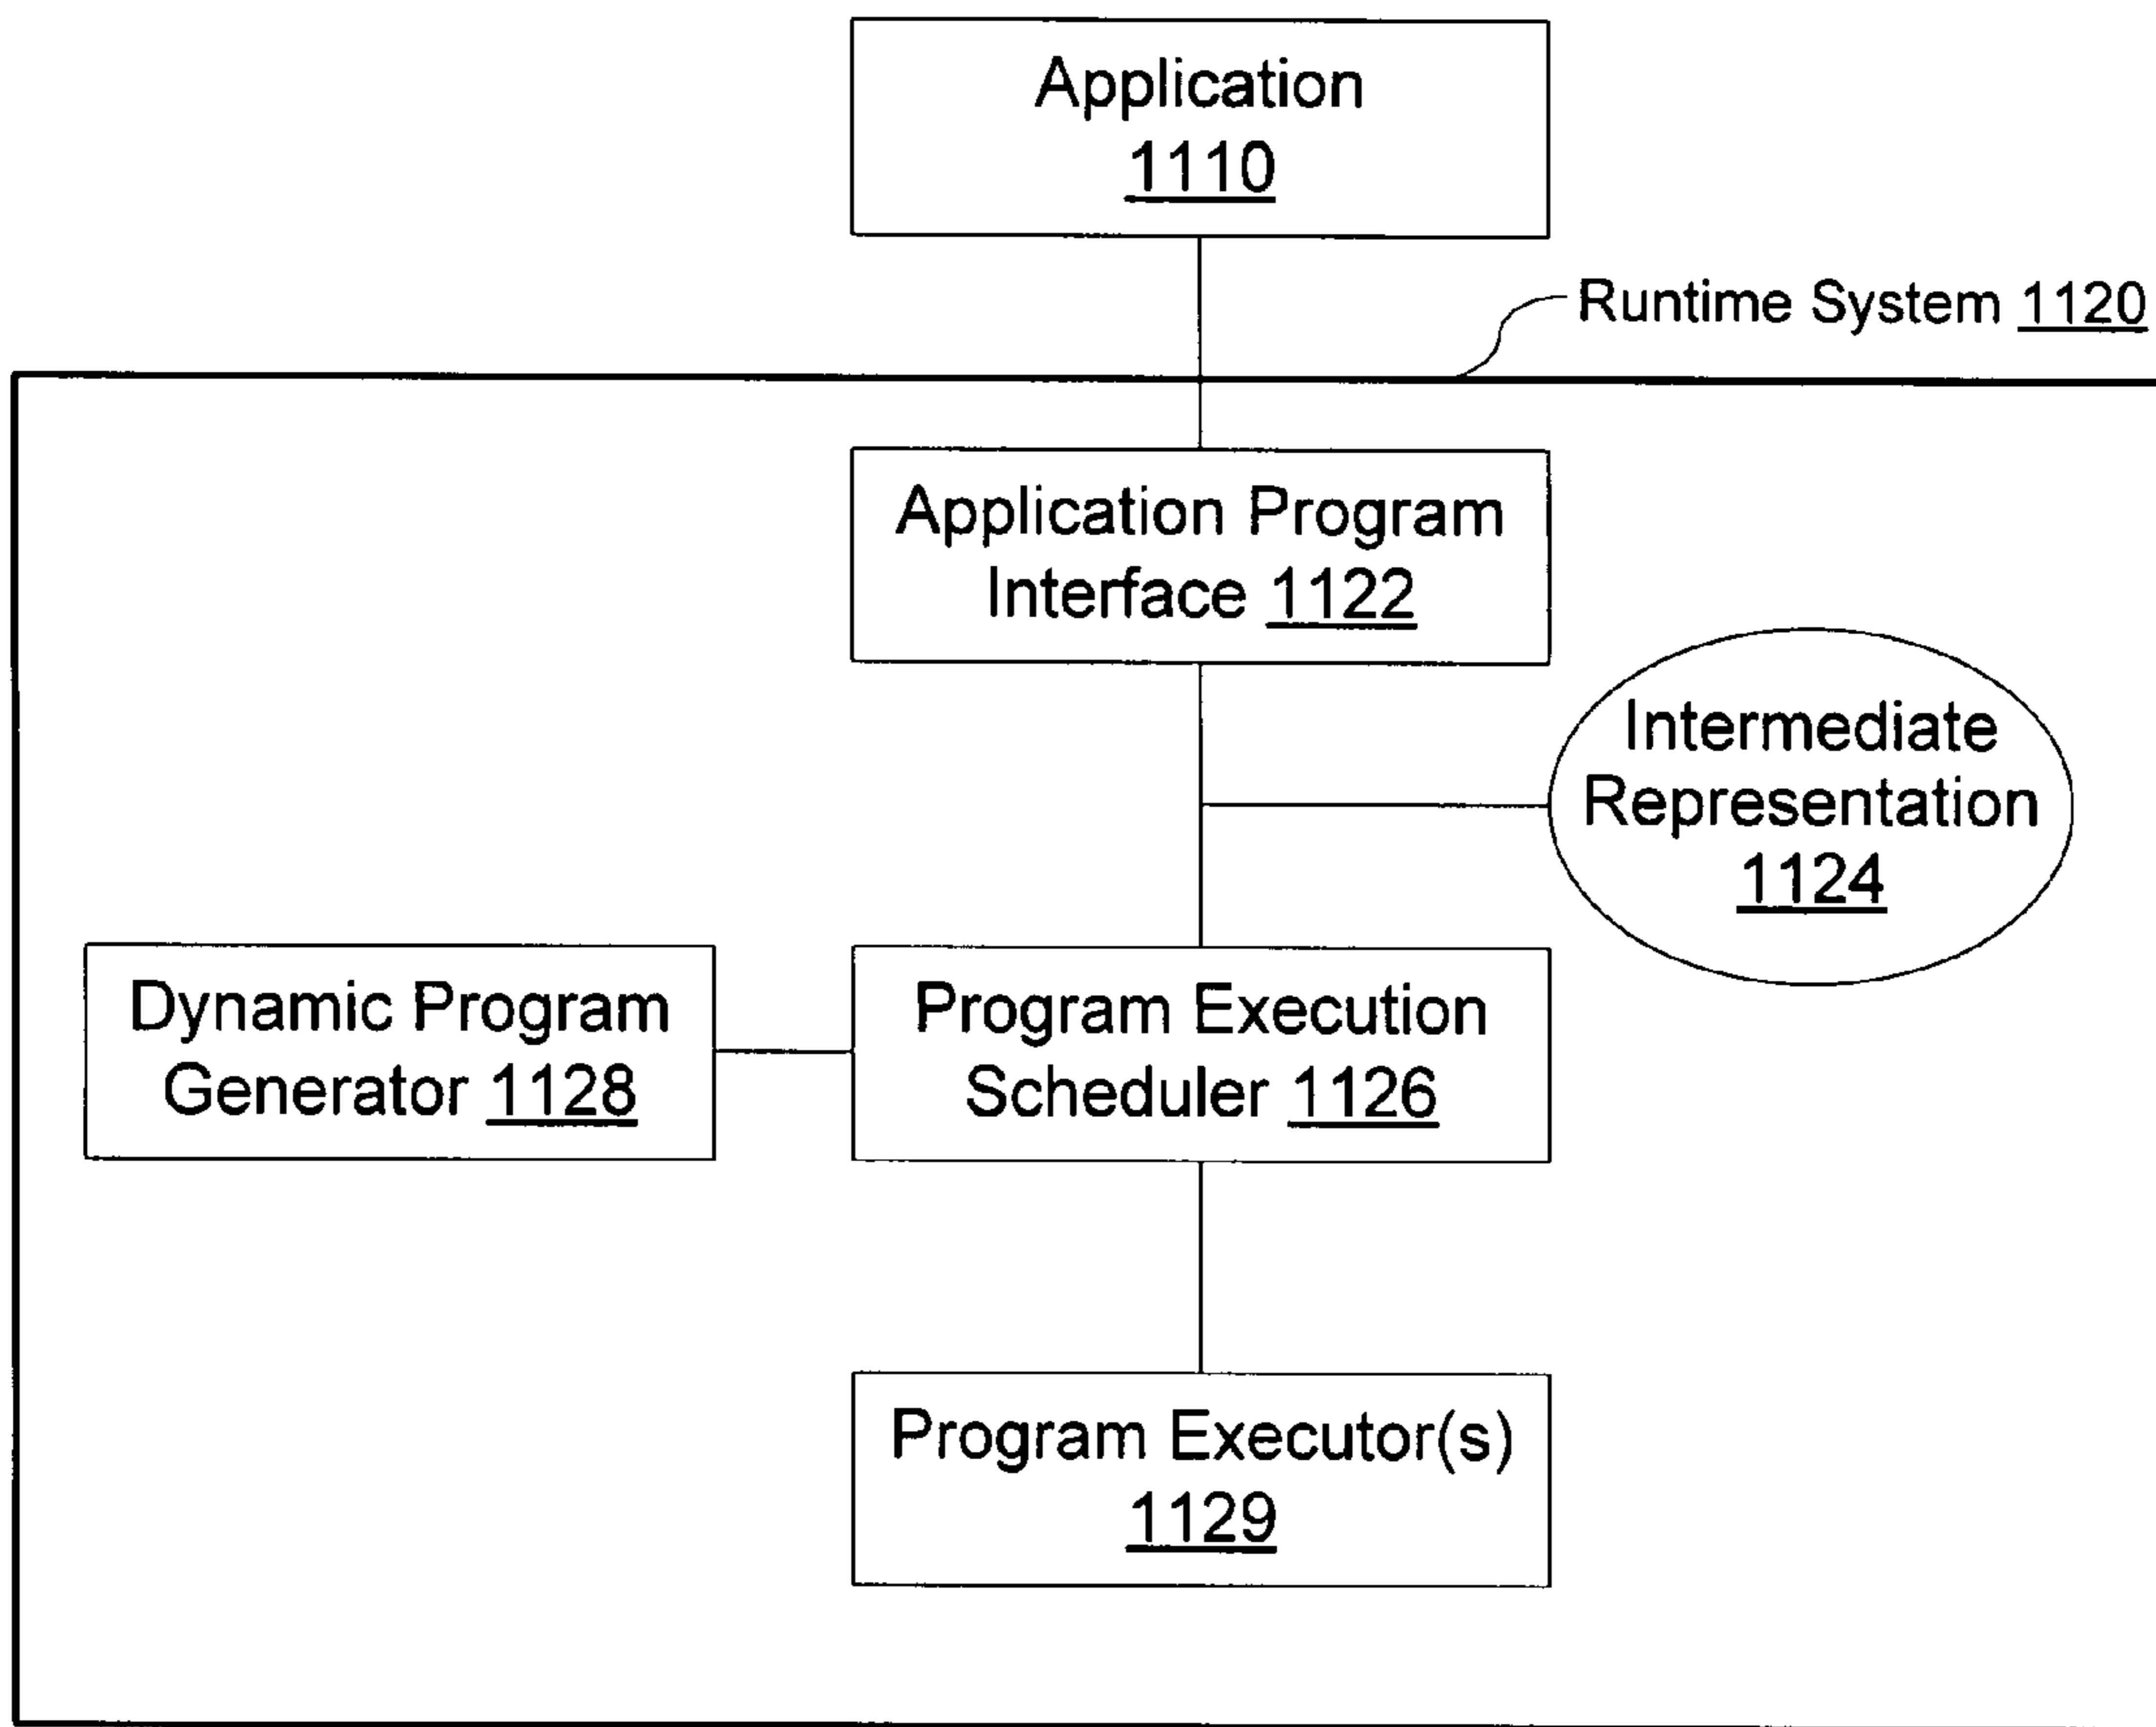 Application
1110
Runtime System 1120
Application Program
Interface 1122
Intermediate
Representation
1124
Dynamic Program
Generator 1128
Program Execution
Scheduler 1126
Program Executor(s)
1129